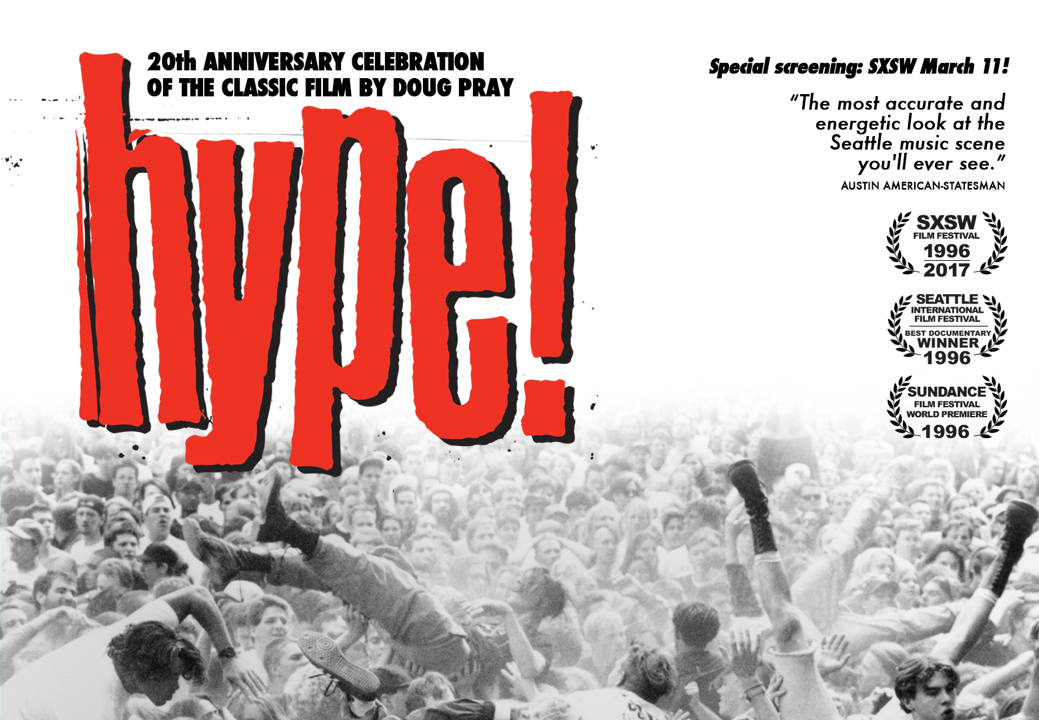 20th ANNIVERSARY CELEBRATION
OF THE CLASSIC FILM BY DOUG PRAY
hype!
Special screening: SXSW March 11!
“The most accurate and
energetic look at the
Seattle music scene
you'll ever see.”
AUSTIN AMERICAN-STATESMAN
SXSW
FILM FESTIVAL
1996
2017
SEATTLE
INTERNATIONAL
FILM FESTIVAL
BEST DOCUMENTARY
WINNER
1996
SUNDANCE
FILM FESTIVAL
WORLD PREMIERE
1996